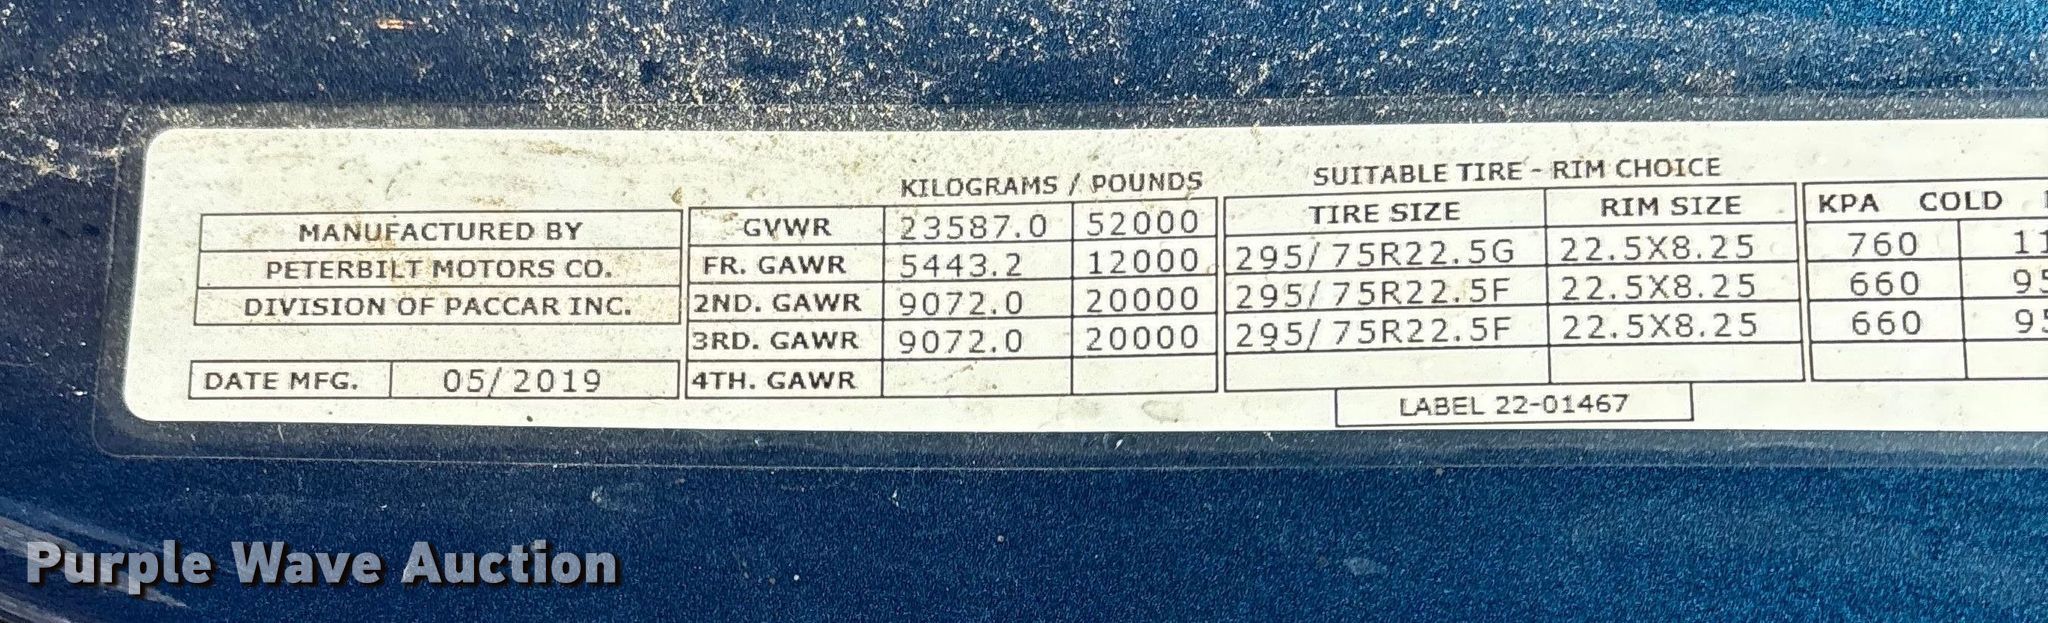 KILOGRAMS / POUNDS SUITABLE TIRE - RIM CHOICE
MANUFACTURED BY GVWR 23587.0 52000 TIRE SIZE RIM SIZE KPA COLD
PETERBILT MOTORS CO. FR. GAWR 5443.2 12000 295/75R22.5G 22.5X8.25 760
DIVISION OF PACCAR INC. 2ND. GAWR 9072.0 20000 295/75R22.5F 22.5X8.25 660
3RD. GAWR 9072.0 20000 295/75R22.5F 22.5X8.25 660
DATE MFG. 05/2019 4TH. GAWR
LABEL 22-01467
Purple Wave Auction